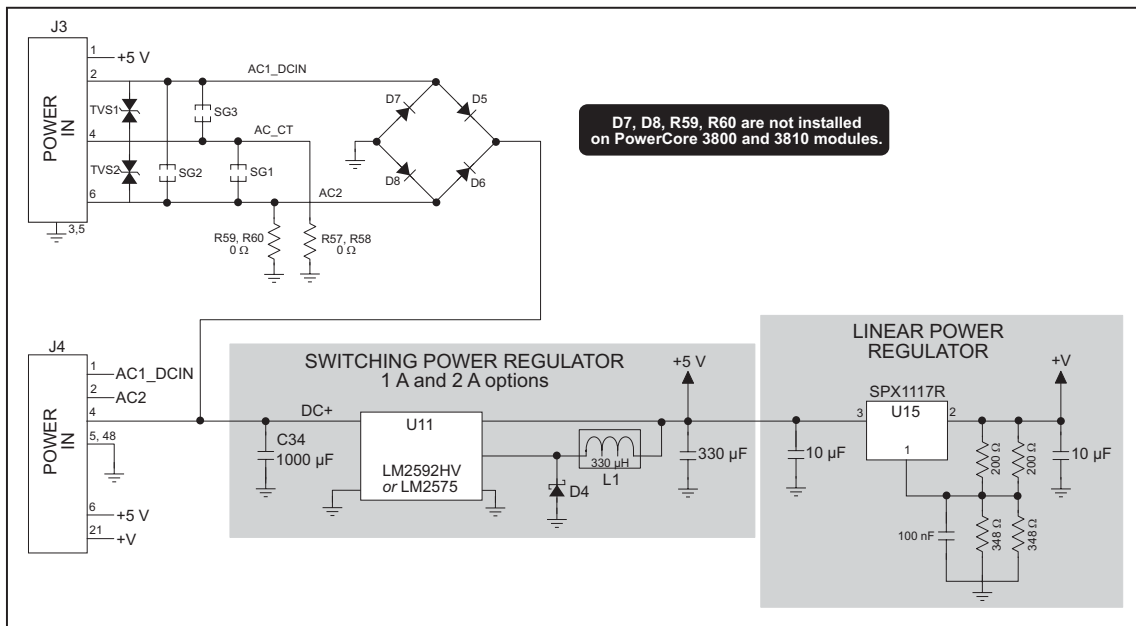 J3
POWER IN
1
+5 V
2
AC1_DCIN
TVS1
SG3
4
AC_CT
TVS2
SG2
SG1
6
AC2
3,5
R59, R60
0 Ω
R57, R58
0 Ω
D7
D5
D8
D6
D7, D8, R59, R60 are not installed
on PowerCore 3800 and 3810 modules.
J4
POWER IN
1
AC1_DCIN
2
AC2
4
5, 48
6
+5 V
21
+V
SWITCHING POWER REGULATOR
1 A and 2 A options
DC+
C34
1000 µF
U11
LM2592HV
or LM2575
330 µH
L1
D4
+5 V
330 µF
LINEAR POWER
REGULATOR
10 µF
SPX1117R
3
U15
2
1
+V
200 Ω
200 Ω
10 µF
100 nF
348 Ω
348 Ω